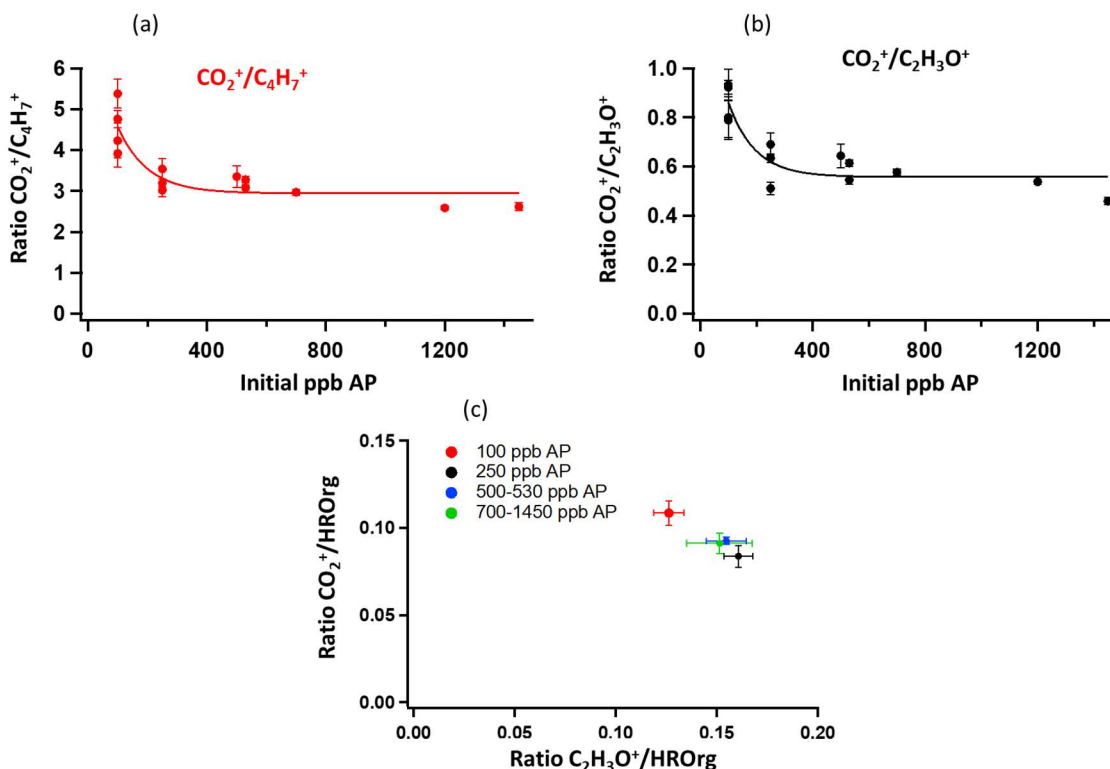 (a)
CO₂⁺/C₄H₇⁺
Ratio CO₂⁺/C₄H₇⁺
6
5
4
3
2
1
0
0 400 800 1200
Initial ppb AP
(b)
CO₂⁺/C₂H₃O⁺
Ratio CO₂⁺/C₂H₃O⁺
1.0
0.8
0.6
0.4
0.2
0.0
0 400 800 1200
Initial ppb AP
(c)
100 ppb AP
250 ppb AP
500-530 ppb AP
700-1450 ppb AP
Ratio CO₂⁺/HROrg
0.15
0.10
0.05
0.00
0.00 0.05 0.10 0.15 0.20
Ratio C₂H₃O⁺/HROrg